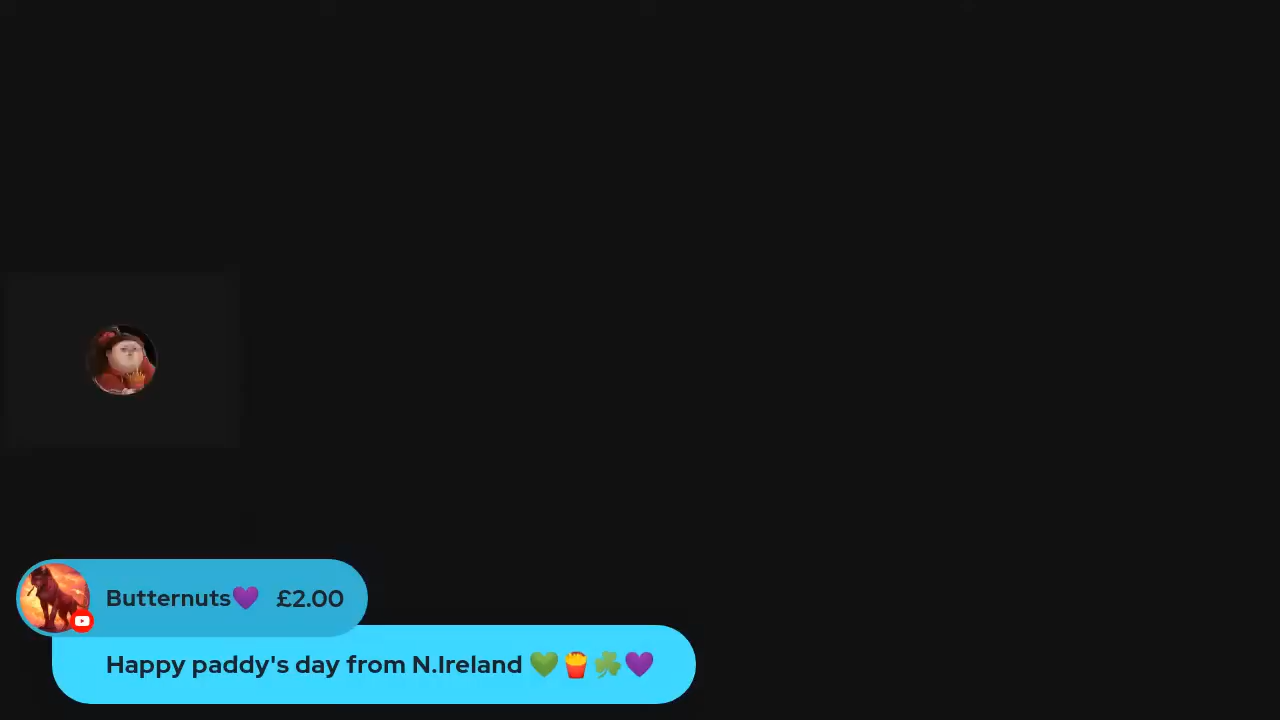 Butternuts💜 £2.00
Happy paddy's day from N.Ireland 💚🍟☘️💜